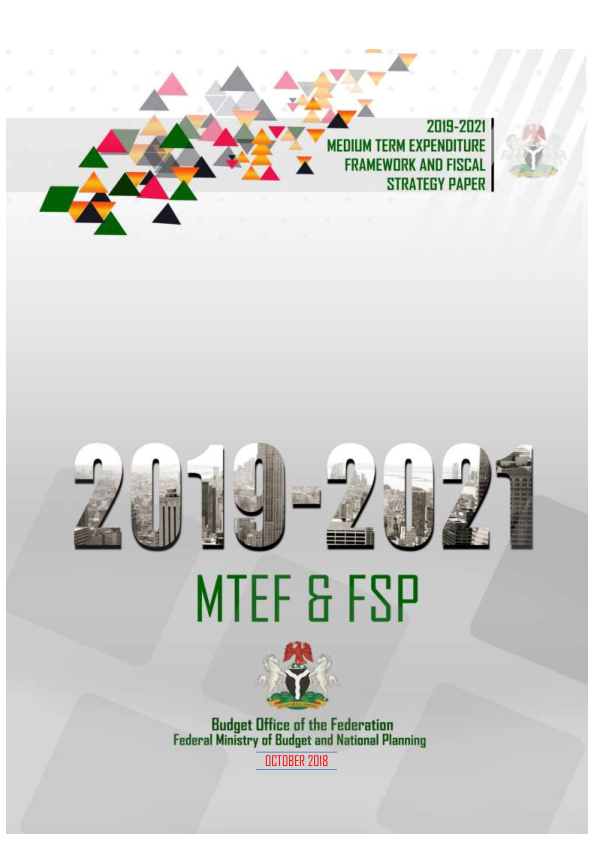 2019-2021
MEDIUM TERM EXPENDITURE
FRAMEWORK AND FISCAL
STRATEGY PAPER
2019-2021
MTEF & FSP
Budget Office of the Federation
Federal Ministry of Budget and National Planning
OCTOBER 2018